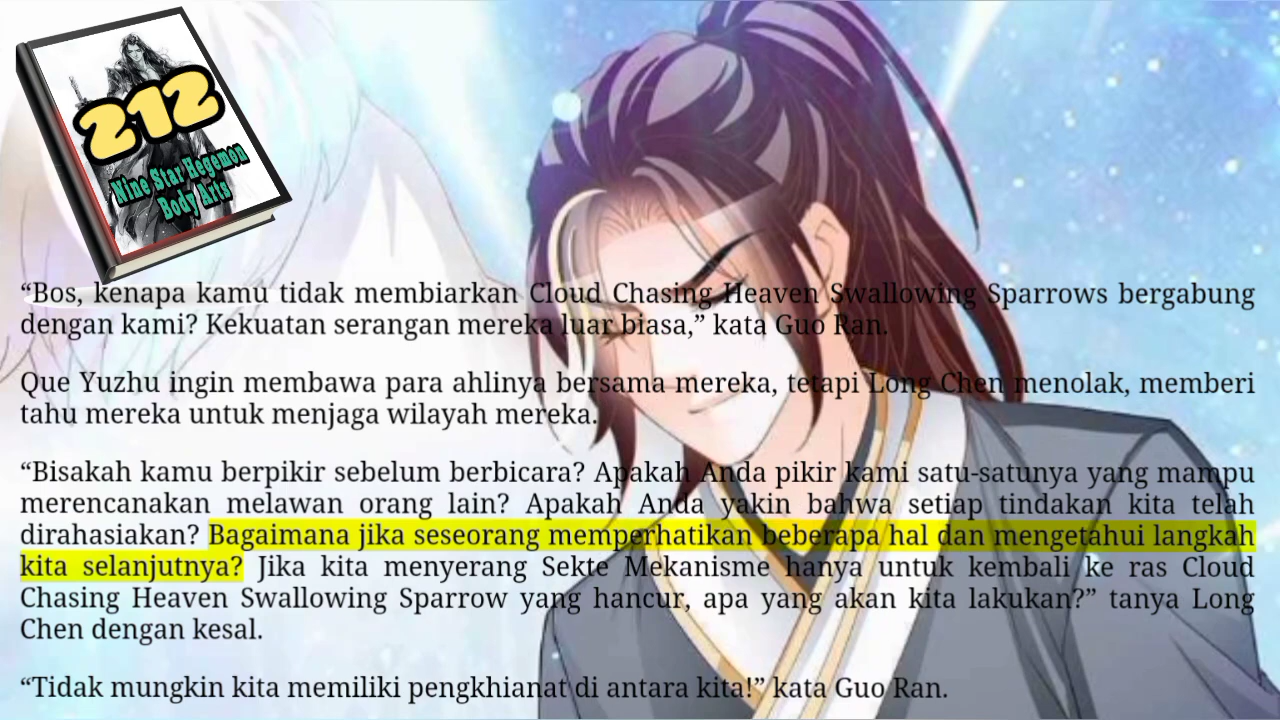 212
Nine Star Hegemon
Body Arts
“Bos, kenapa kamu tidak membiarkan Cloud Chasing Heaven Swallowing Sparrows bergabung
dengan kami? Kekuatan serangan mereka luar biasa,” kata Guo Ran.
Que Yuzhu ingin membawa para ahlinya bersama mereka, tetapi Long Chen menolak, memberi
tahu mereka untuk menjaga wilayah mereka.
“Bisakah kamu berpikir sebelum berbicara? Apakah Anda pikir kami satu-satunya yang mampu
merencanakan melawan orang lain? Apakah Anda yakin bahwa setiap tindakan kita telah
dirahasiakan? Bagaimana jika seseorang memperhatikan beberapa hal dan mengetahui langkah
kita selanjutnya? Jika kita menyerang Sekte Mekanisme hanya untuk kembali ke ras Cloud
Chasing Heaven Swallowing Sparrow yang hancur, apa yang akan kita lakukan?” tanya Long
Chen dengan kesal.
“Tidak mungkin kita memiliki pengkhianat di antara kita!” kata Guo Ran.